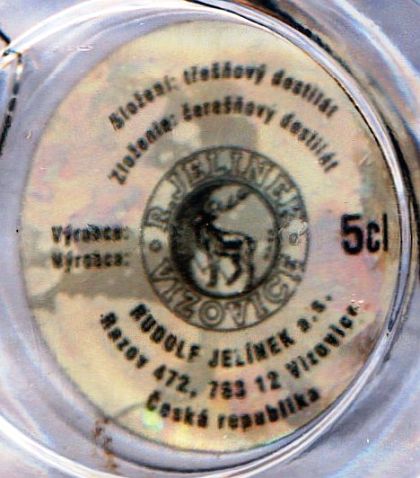 Složení: třešňový destilát
Zloženie: čerešňový destilát
R.JELINEK
VIZOVICE
Výrobce:
Výrobca:
5cl
RUDOLF JELÍNEK a.s.
Razov 472, 763 12 Vizovice
Česká republika